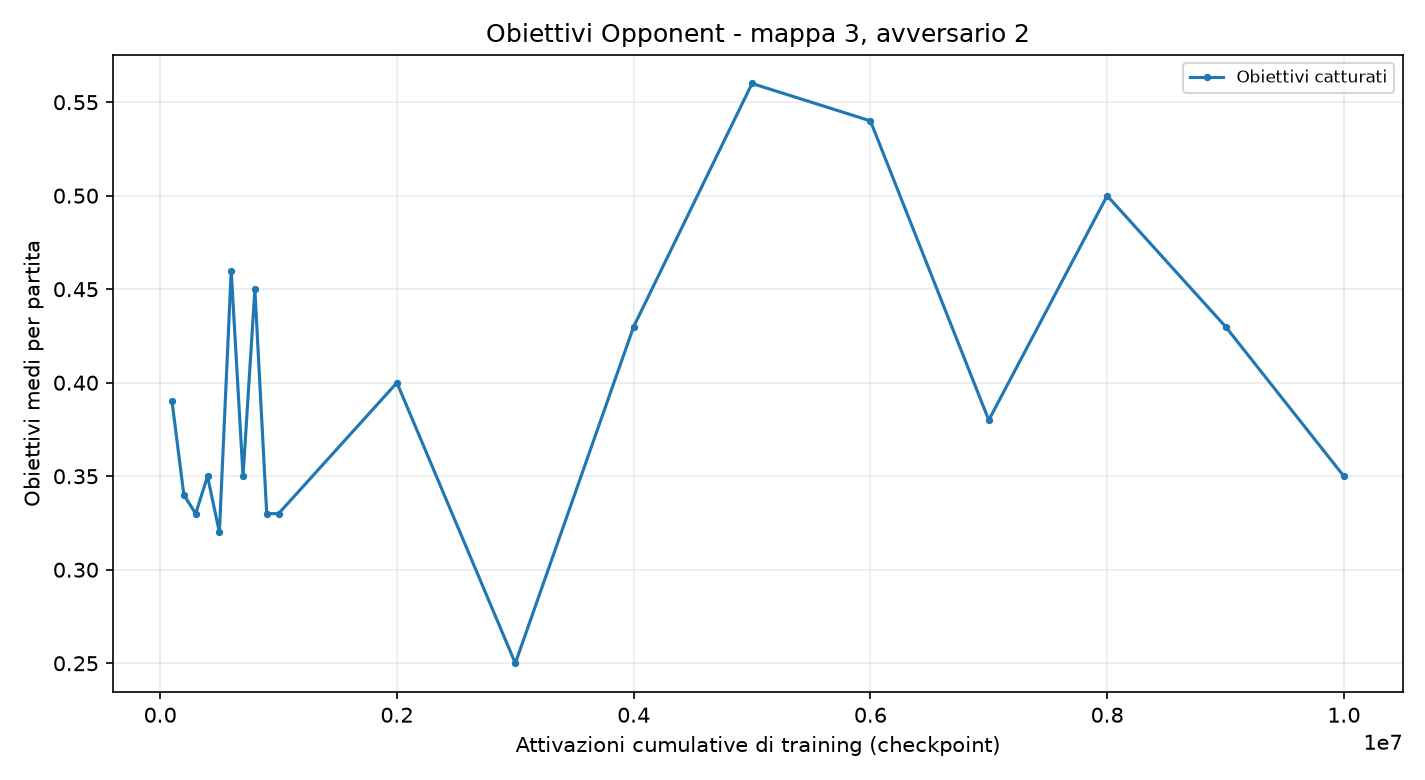 Obiettivi Opponent - mappa 3, avversario 2
Obiettivi catturati
Obiettivi medi per partita
0.55
0.50
0.45
0.40
0.35
0.30
0.25
0.0 0.2 0.4 0.6 0.8 1.0
1e7
Attivazioni cumulative di training (checkpoint)